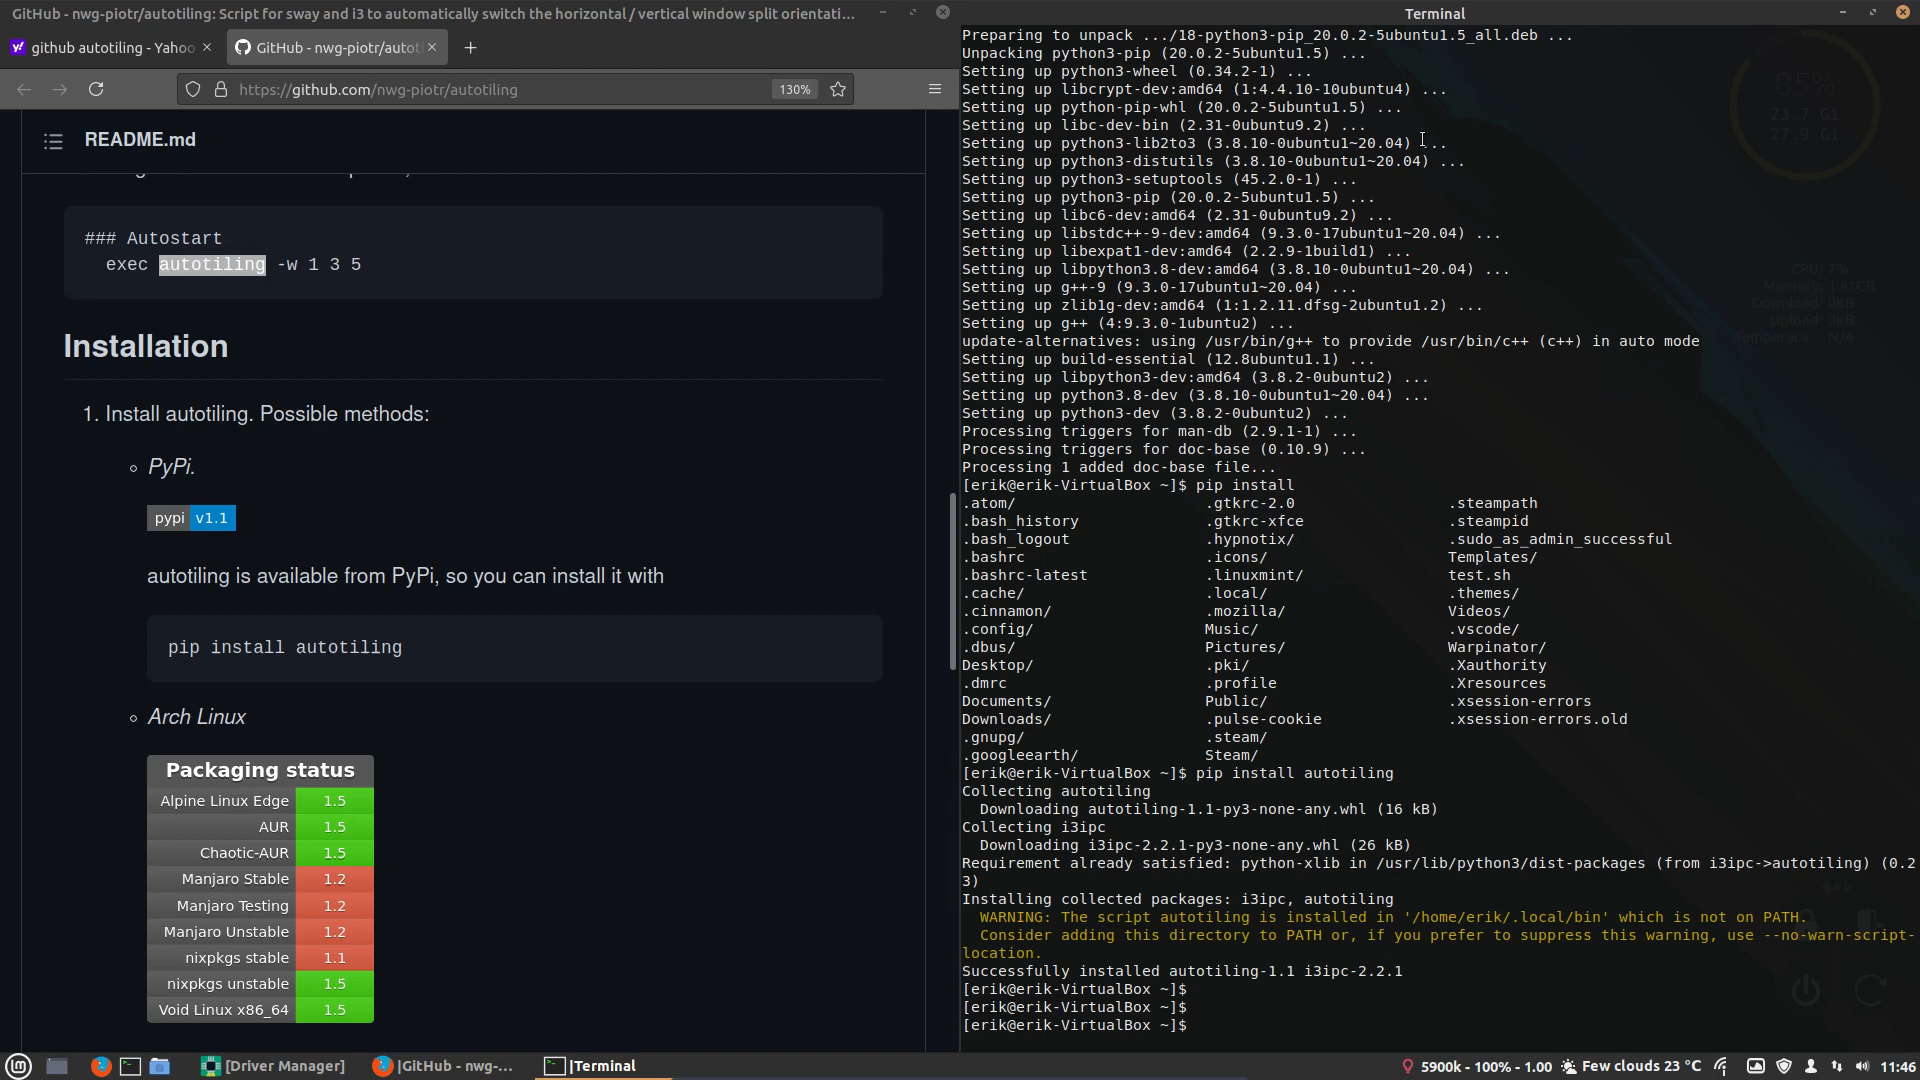 GitHub - nwg-piotr/autotiling: Script for sway and i3 to automatically switch the horizontal / vertical window split orientati...
github autotiling - Yahoo
GitHub - nwg-piotr/autot
https://github.com/nwg-piotr/autotiling
130%
README.md
### Autostart
exec autotiling -w 1 3 5
Installation
1. Install autotiling. Possible methods:
PyPi.
pypi v1.1
autotiling is available from PyPi, so you can install it with
pip install autotiling
Arch Linux
Packaging status
Alpine Linux Edge 1.5
AUR 1.5
Chaotic-AUR 1.5
Manjaro Stable 1.2
Manjaro Testing 1.2
Manjaro Unstable 1.2
nixpkgs stable 1.1
nixpkgs unstable 1.5
Void Linux x86_64 1.5
Terminal
Preparing to unpack .../18-python3-pip_20.0.2-5ubuntu1.5_all.deb ...
Unpacking python3-pip (20.0.2-5ubuntu1.5) ...
Setting up python3-wheel (0.34.2-1) ...
Setting up libcrypt-dev:amd64 (1:4.4.10-10ubuntu4) ...
Setting up python-pip-whl (20.0.2-5ubuntu1.5) ...
Setting up libc-dev-bin (2.31-0ubuntu9.2) ...
Setting up python3-lib2to3 (3.8.10-0ubuntu1~20.04) ...
Setting up python3-distutils (3.8.10-0ubuntu1~20.04) ...
Setting up python3-setuptools (45.2.0-1) ...
Setting up python3-pip (20.0.2-5ubuntu1.5) ...
Setting up libc6-dev:amd64 (2.31-0ubuntu9.2) ...
Setting up libstdc++-9-dev:amd64 (9.3.0-17ubuntu1~20.04) ...
Setting up libexpat1-dev:amd64 (2.2.9-1build1) ...
Setting up libpython3.8-dev:amd64 (3.8.10-0ubuntu1~20.04) ...
Setting up g++-9 (9.3.0-17ubuntu1~20.04) ...
Setting up zlib1g-dev:amd64 (1:1.2.11.dfsg-2ubuntu1.2) ...
Setting up g++ (4:9.3.0-1ubuntu2) ...
update-alternatives: using /usr/bin/g++ to provide /usr/bin/c++ (c++) in auto mode
Setting up build-essential (12.8ubuntu1.1) ...
Setting up libpython3-dev:amd64 (3.8.2-0ubuntu2) ...
Setting up python3.8-dev (3.8.10-0ubuntu1~20.04) ...
Setting up python3-dev (3.8.2-0ubuntu2) ...
Processing triggers for man-db (2.9.1-1) ...
Processing triggers for doc-base (0.10.9) ...
Processing 1 added doc-base file...
[erik@erik-VirtualBox ~]$ pip install
.atom/ .gtkrc-2.0 .steampath
.bash_history .gtkrc-xfce .steampid
.bash_logout .hypnotix/ .sudo_as_admin_successful
.bashrc .icons/ Templates/
.bashrc-latest .linuxmint/ test.sh
.cache/ .local/ .themes/
.cinnamon/ .mozilla/ Videos/
.config/ Music/ .vscode/
.dbus/ Pictures/ Warpinator/
Desktop/ .pki/ .Xauthority
.dmrc .profile .Xresources
Documents/ Public/ .xsession-errors
Downloads/ .pulse-cookie .xsession-errors.old
.gnupg/ .steam/
.googleearth/ Steam/
[erik@erik-VirtualBox ~]$ pip install autotiling
Collecting autotiling
Downloading autotiling-1.1-py3-none-any.whl (16 kB)
Collecting i3ipc
Downloading i3ipc-2.2.1-py3-none-any.whl (26 kB)
Requirement already satisfied: python-xlib in /usr/lib/python3/dist-packages (from i3ipc->autotiling) (0.2
3)
Installing collected packages: i3ipc, autotiling
WARNING: The script autotiling is installed in '/home/erik/.local/bin' which is not on PATH.
Consider adding this directory to PATH or, if you prefer to suppress this warning, use --no-warn-script-
location.
Successfully installed autotiling-1.1 i3ipc-2.2.1
[erik@erik-VirtualBox ~]$
[erik@erik-VirtualBox ~]$
[erik@erik-VirtualBox ~]$
85%
23.7 Gi
27.9 Gi
CPU: 7%
Memory: 1.81GB
Download: 0KB
Upload: 0KB
N/A
[Driver Manager]
|GitHub - nwg-...
|Terminal
5900k - 100% - 1.00
Few clouds 23 °C
11:46